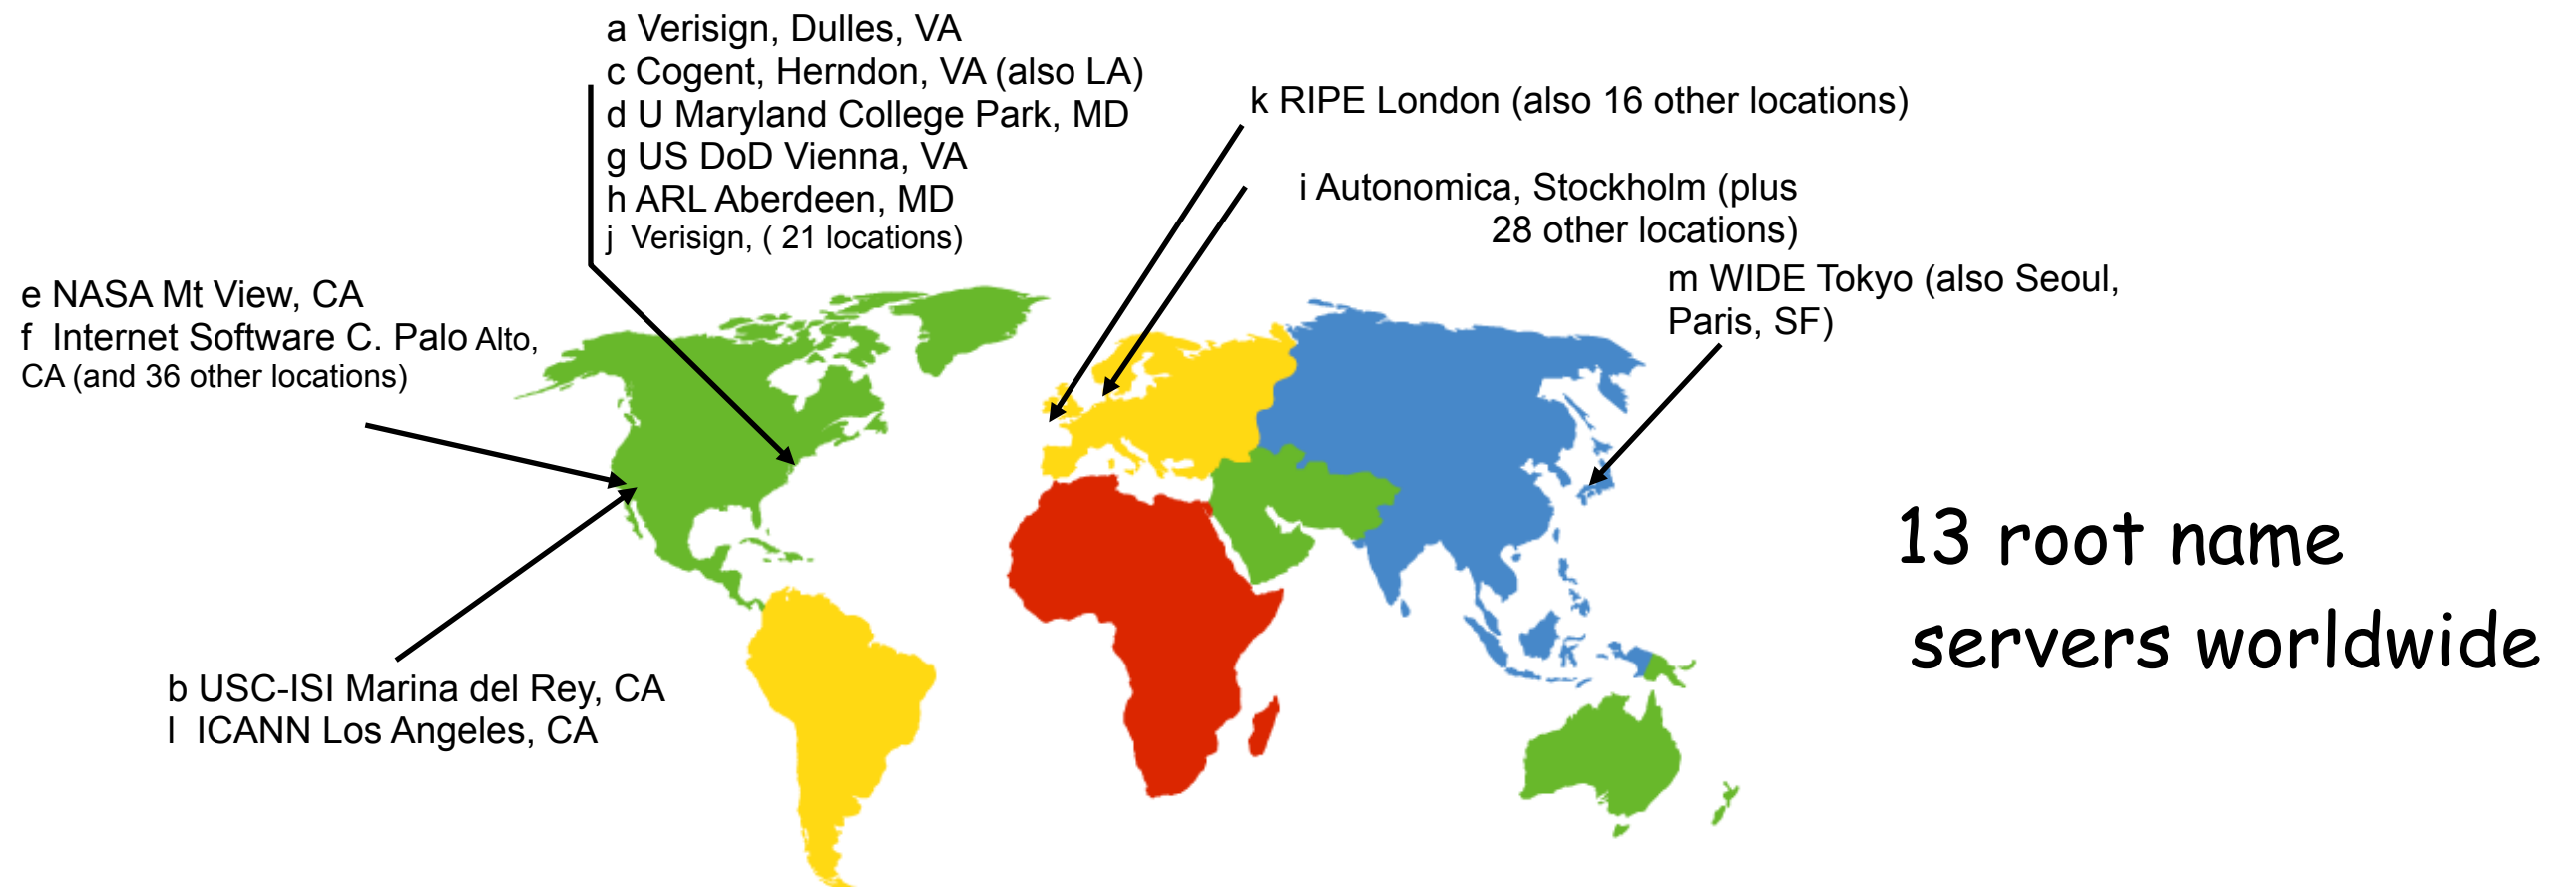 a Verisign, Dulles, VA
c Cogent, Herndon, VA (also LA)
d U Maryland College Park, MD
g US DoD Vienna, VA
h ARL Aberdeen, MD
j  Verisign, ( 21 locations)
k RIPE London (also 16 other locations)
i Autonomica, Stockholm (plus
28 other locations)
m WIDE Tokyo (also Seoul,
Paris, SF)
e NASA Mt View, CA
f  Internet Software C. Palo Alto,
CA (and 36 other locations)
b USC-ISI Marina del Rey, CA
l  ICANN Los Angeles, CA
13 root name
servers worldwide